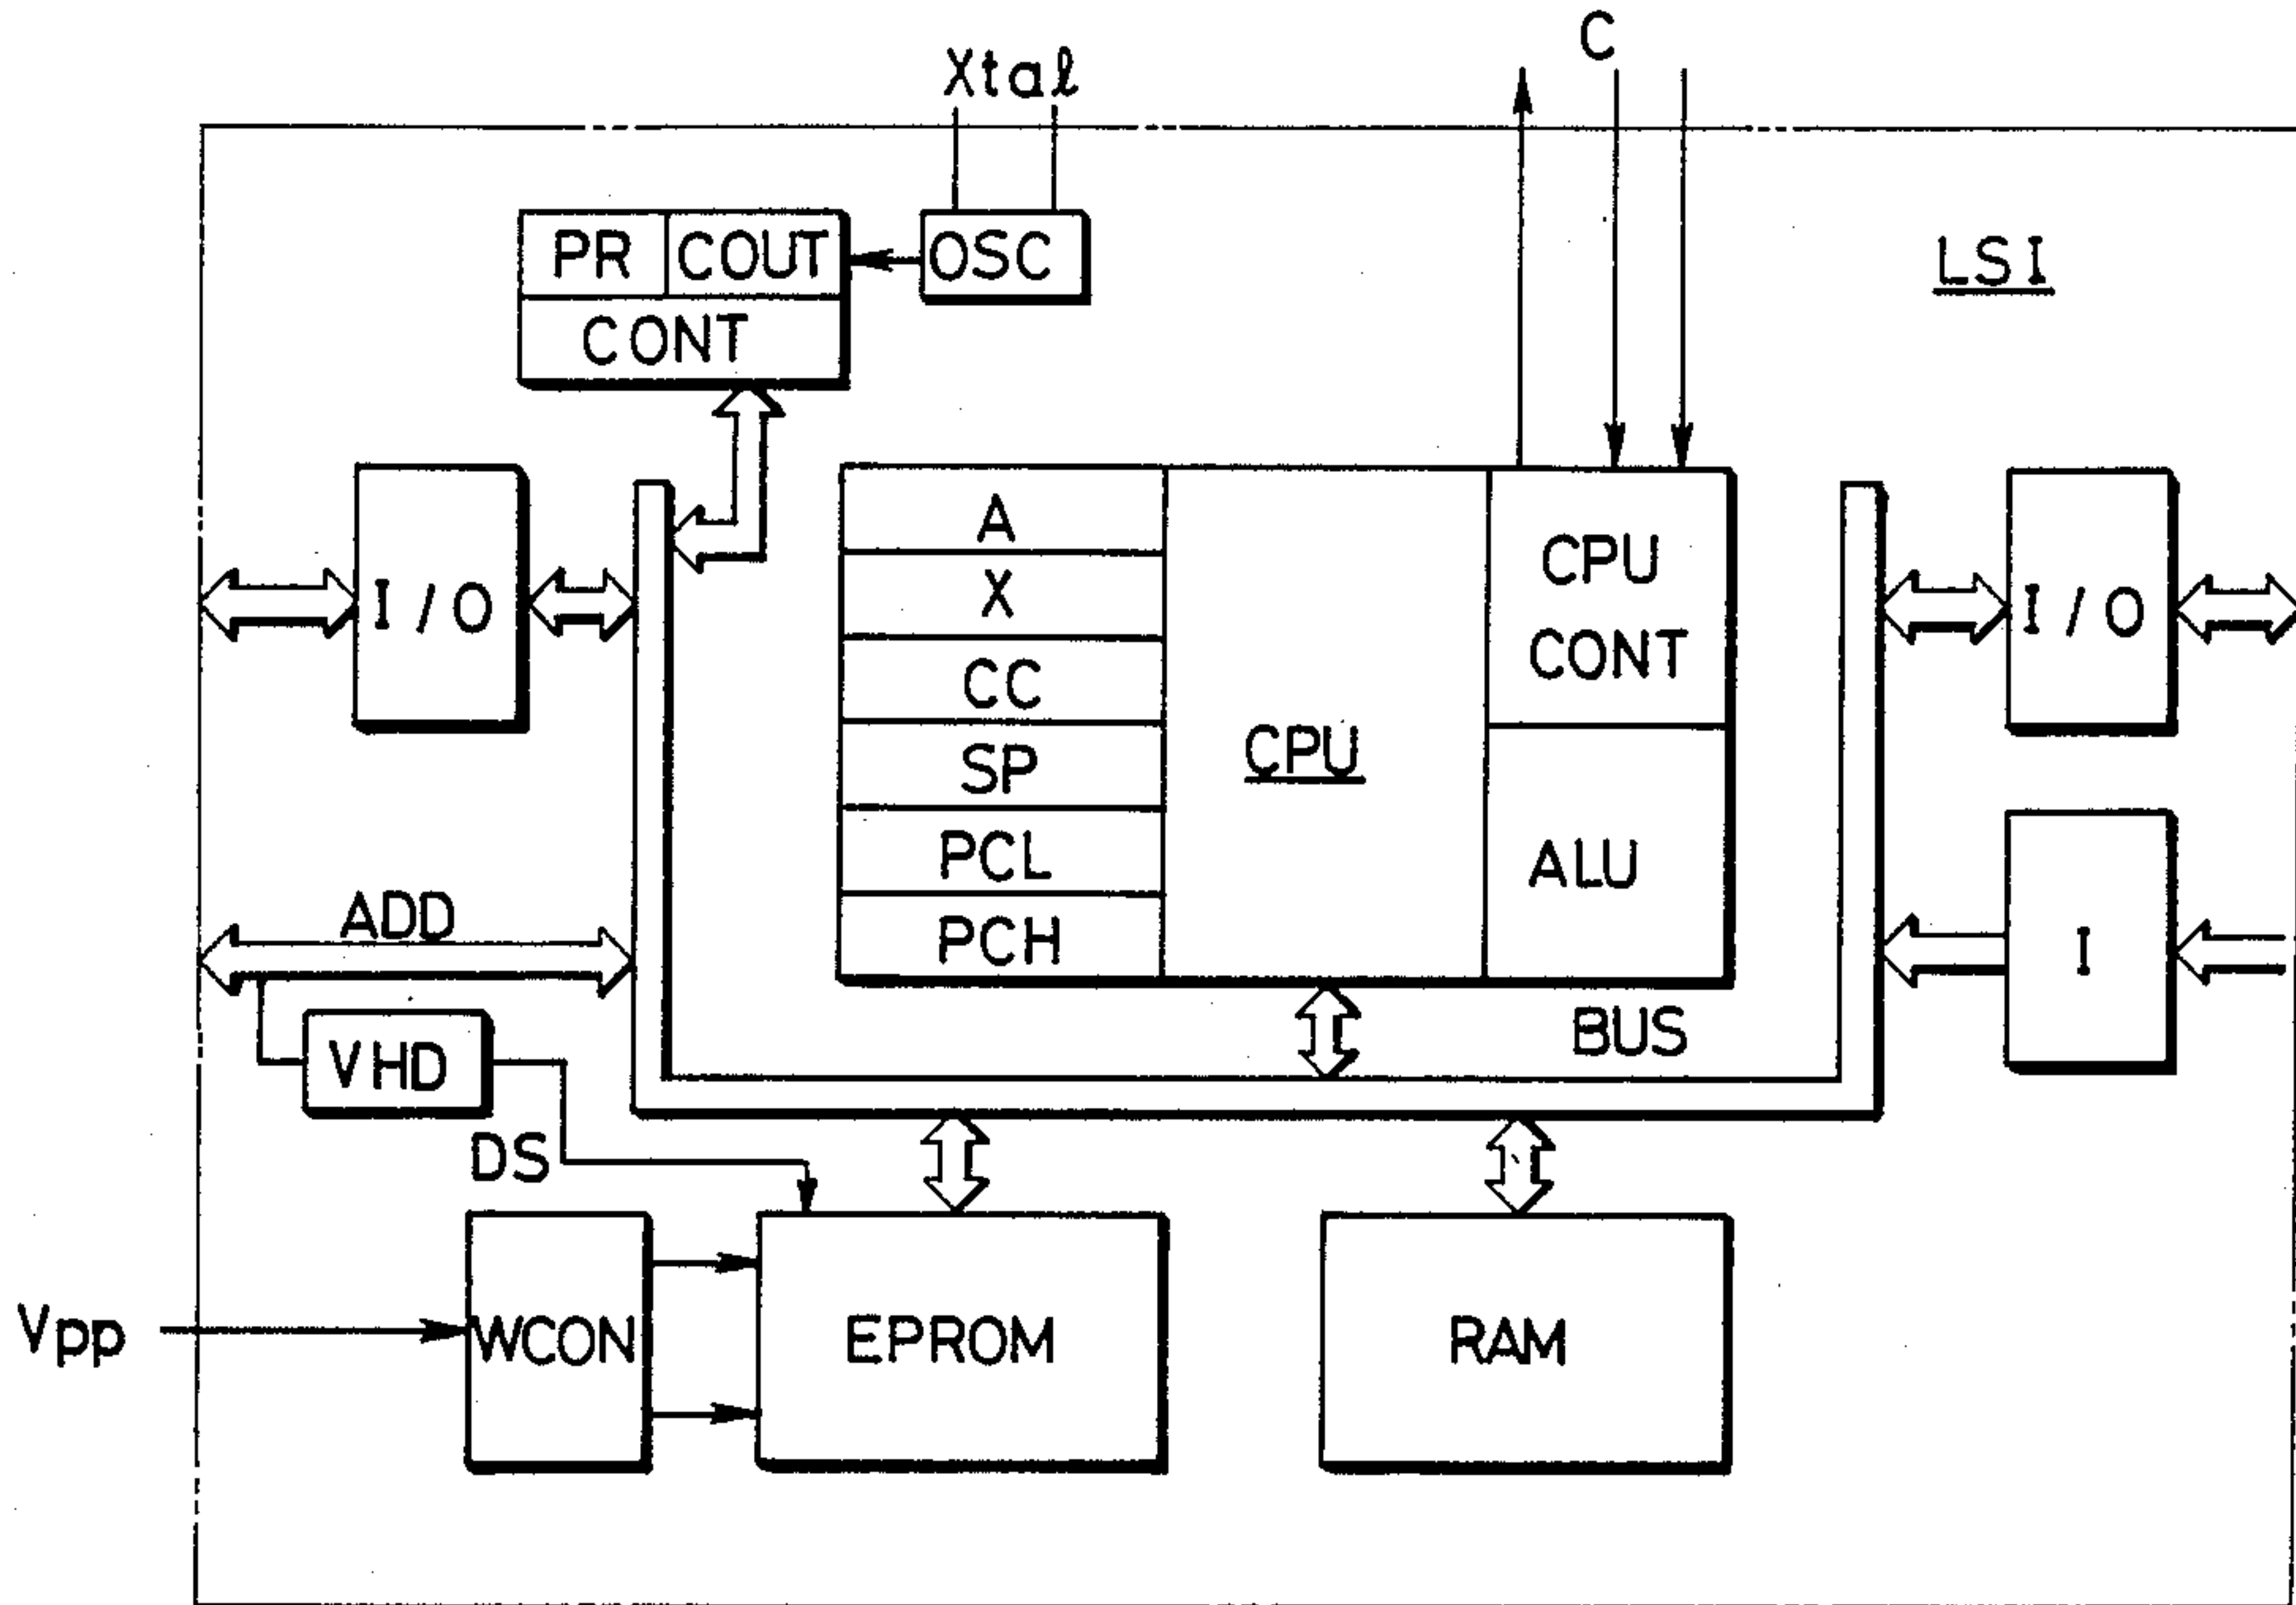 C
Xtal
PR
COUT
OSC
CONT
LSI
A
X
CC
SP
PCL
PCH
CPU
CPU
CONT
ALU
I/O
I/O
I
ADD
VHD
DS
BUS
Vpp
WCON
EPROM
RAM